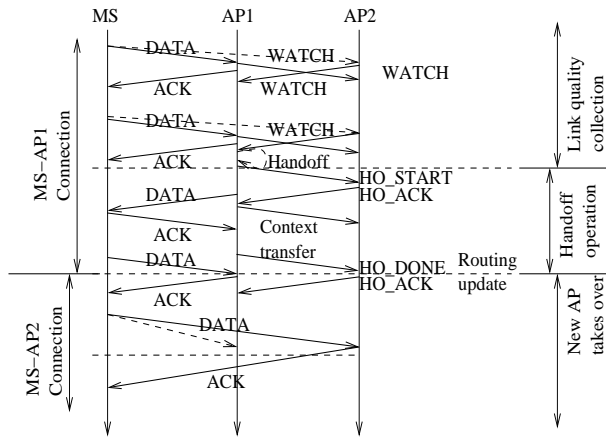 MS AP1 AP2
DATA
WATCH
WATCH
ACK
WATCH
DATA
WATCH
ACK
Handoff
HO_START
HO_ACK
DATA
ACK
Context
transfer
DATA
HO_DONE
Routing
update
HO_ACK
ACK
DATA
ACK
MS−AP1
Connection
MS−AP2
Connection
Link quality
collection
Handoff
operation
New AP
takes over